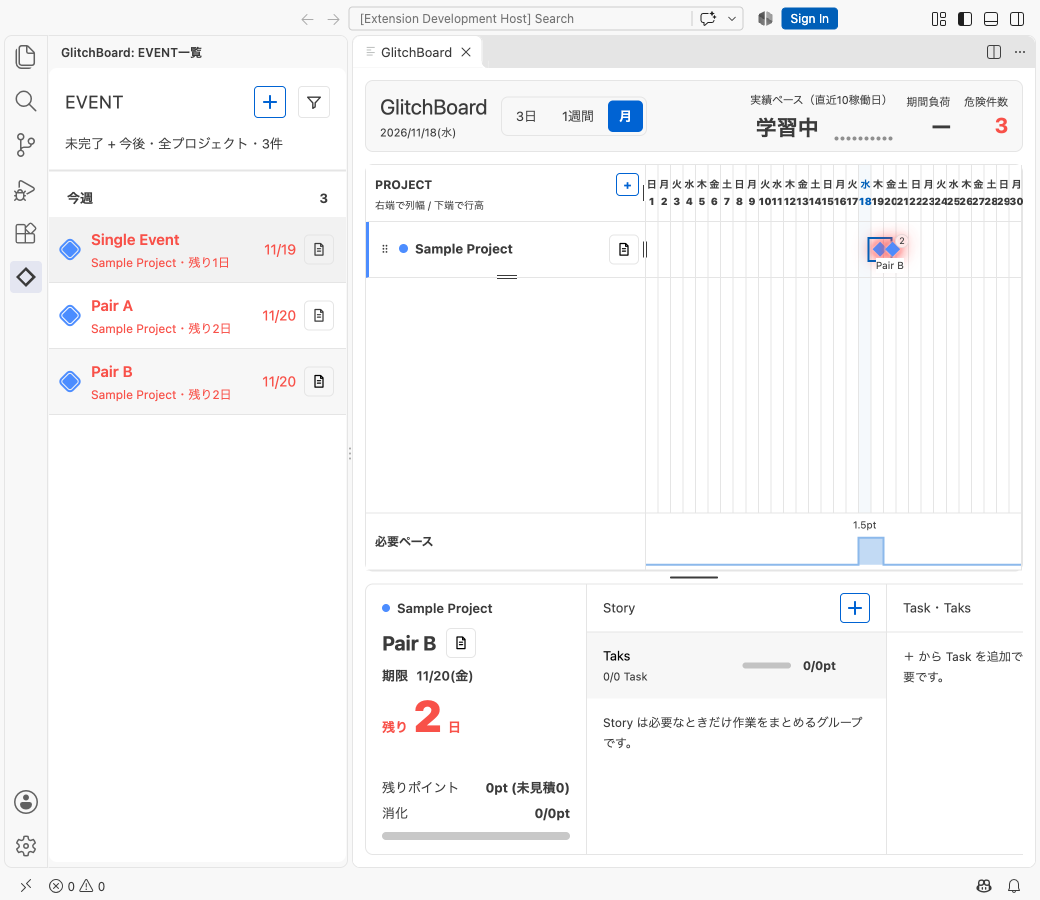 [Extension Development Host] Search
Sign In
GlitchBoard: EVENT一覧
EVENT
未完了 + 今後・全プロジェクト・3件
今週 3
Single Event
Sample Project・残り1日
11/19
Pair A
Sample Project・残り2日
11/20
Pair B
Sample Project・残り2日
11/20
GlitchBoard
GlitchBoard
2026/11/18(水)
3日 1週間 月
実績ペース（直近10稼働日）
学習中
期間負荷
ー
危険件数
3
PROJECT
右端で列幅 / 下端で行高
+
日 月 火 水 木 金 土 日 月 火 水 木 金 土 日 月 火 水 木 金 土 日 月 火 水 木 金 土 日 月
1 2 3 4 5 6 7 8 9 10 11 12 13 14 15 16 17 18 19 20 21 22 23 24 25 26 27 28 29 30
Sample Project
2
Pair B
必要ペース
1.5pt
Sample Project
Pair B
期限 11/20(金)
残り 2 日
残りポイント 0pt (未見積0)
消化 0/0pt
Story
Taks
0/0 Task
0/0pt
Story は必要なときだけ作業をまとめるグループ
です。
Task・Taks
＋ から Task を追加で
要です。
0 0